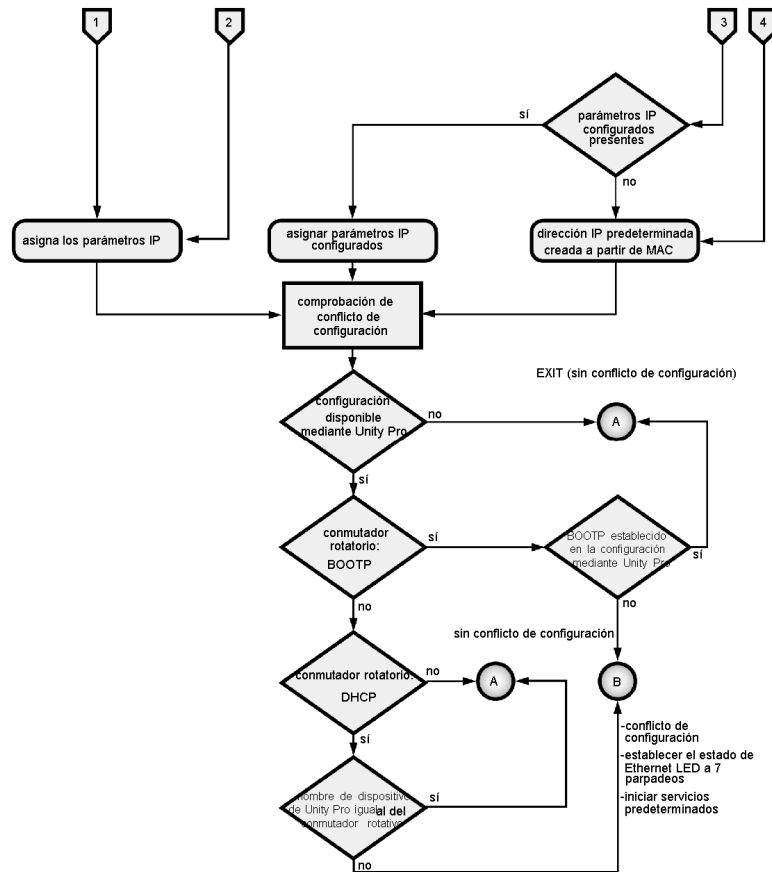 1
2
3
4
parámetros IP
configurados
presentes
sí
no
asigna los parámetros IP
asignar parámetros IP
configurados
dirección IP predeterminada
creada a partir de MAC
comprobación de
conflicto de
configuración
EXIT (sin conflicto de configuración)
configuración
disponible
mediante Unity Pro
no
A
sí
conmutador
rotatorio:
BOOTP
sí
BOOTP establecido
en la configuración
mediante Unity Pro
sí
no
no
sin conflicto de configuración
conmutador rotatorio:
DHCP
no
A
B
sí
-conflicto de
configuración
-establecer el estado de
Ethernet LED a 7
parpadeos
-iniciar servicios
predeterminados
nombre de dispositivo
de Unity Pro igual al del
conmutador rotativo
sí
no